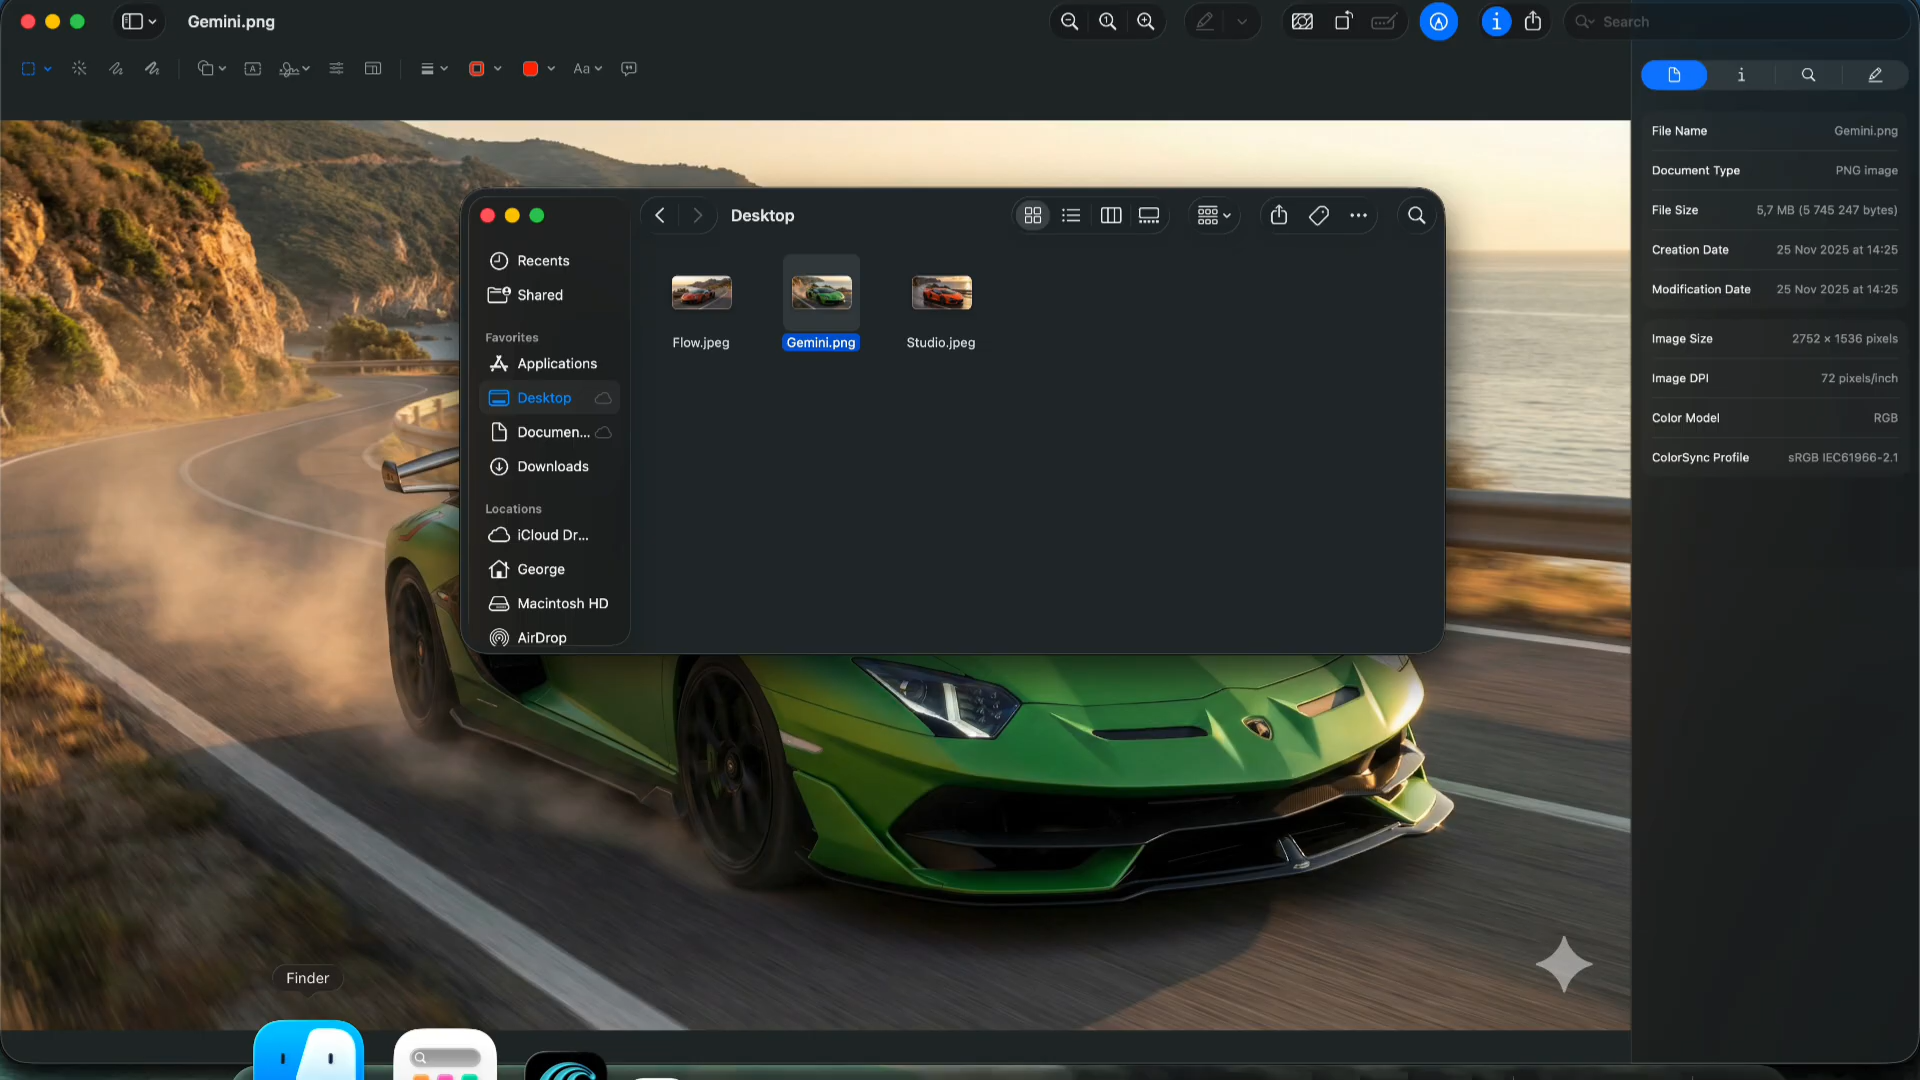 Gemini.png
Search
Aa
File Name Gemini.png
Document Type PNG image
File Size 5,7 MB (5 745 247 bytes)
Creation Date 25 Nov 2025 at 14:25
Modification Date 25 Nov 2025 at 14:25
Image Size 2752 × 1536 pixels
Image DPI 72 pixels/inch
Color Model RGB
ColorSync Profile sRGB IEC61966-2.1
Desktop
Recents
Shared
Favorites
Applications
Desktop
Documen...
Downloads
Locations
iCloud Dr...
George
Macintosh HD
AirDrop
Flow.jpeg
Gemini.png
Studio.jpeg
Finder